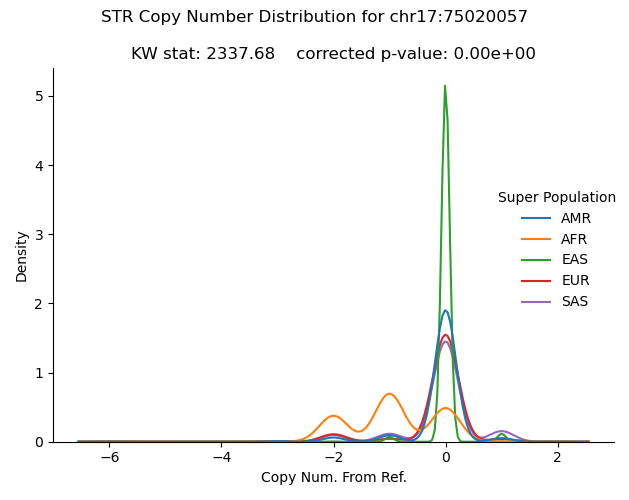 STR Copy Number Distribution for chr17:75020057
KW stat: 2337.68    corrected p-value: 0.00e+00
Density
5
4
3
2
1
0
−6
−4
−2
0
2
Copy Num. From Ref.
Super Population
AMR
AFR
EAS
EUR
SAS